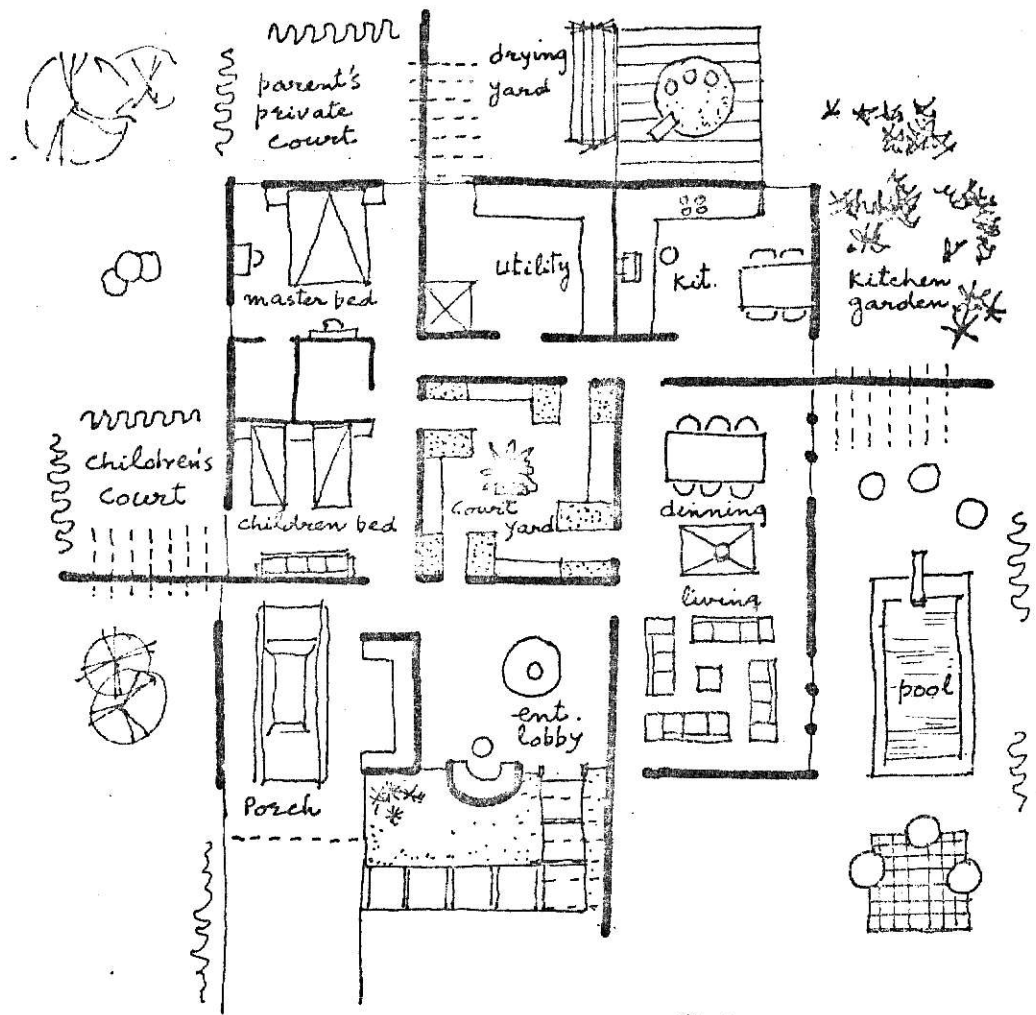 drying
yard
parent's
private
court
utility
kit.
master bed
kitchen
garden
children's
court
court
yard
dinning
children bed
living
ent.
lobby
pool
Porch